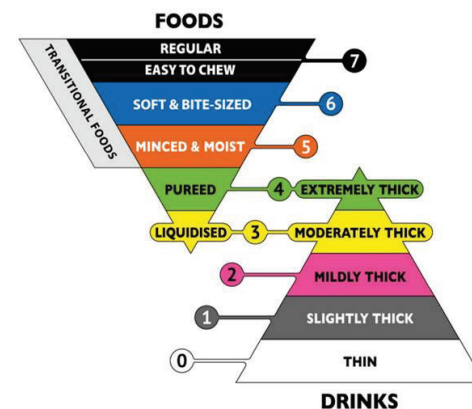 FOODS
TRANSITIONAL FOODS
REGULAR
7
EASY TO CHEW
SOFT & BITE-SIZED 6
MINCED & MOIST 5
PUREED 4 EXTREMELY THICK
LIQUIDISED 3 MODERATELY THICK
2 MILDLY THICK
1 SLIGHTLY THICK
0 THIN
DRINKS